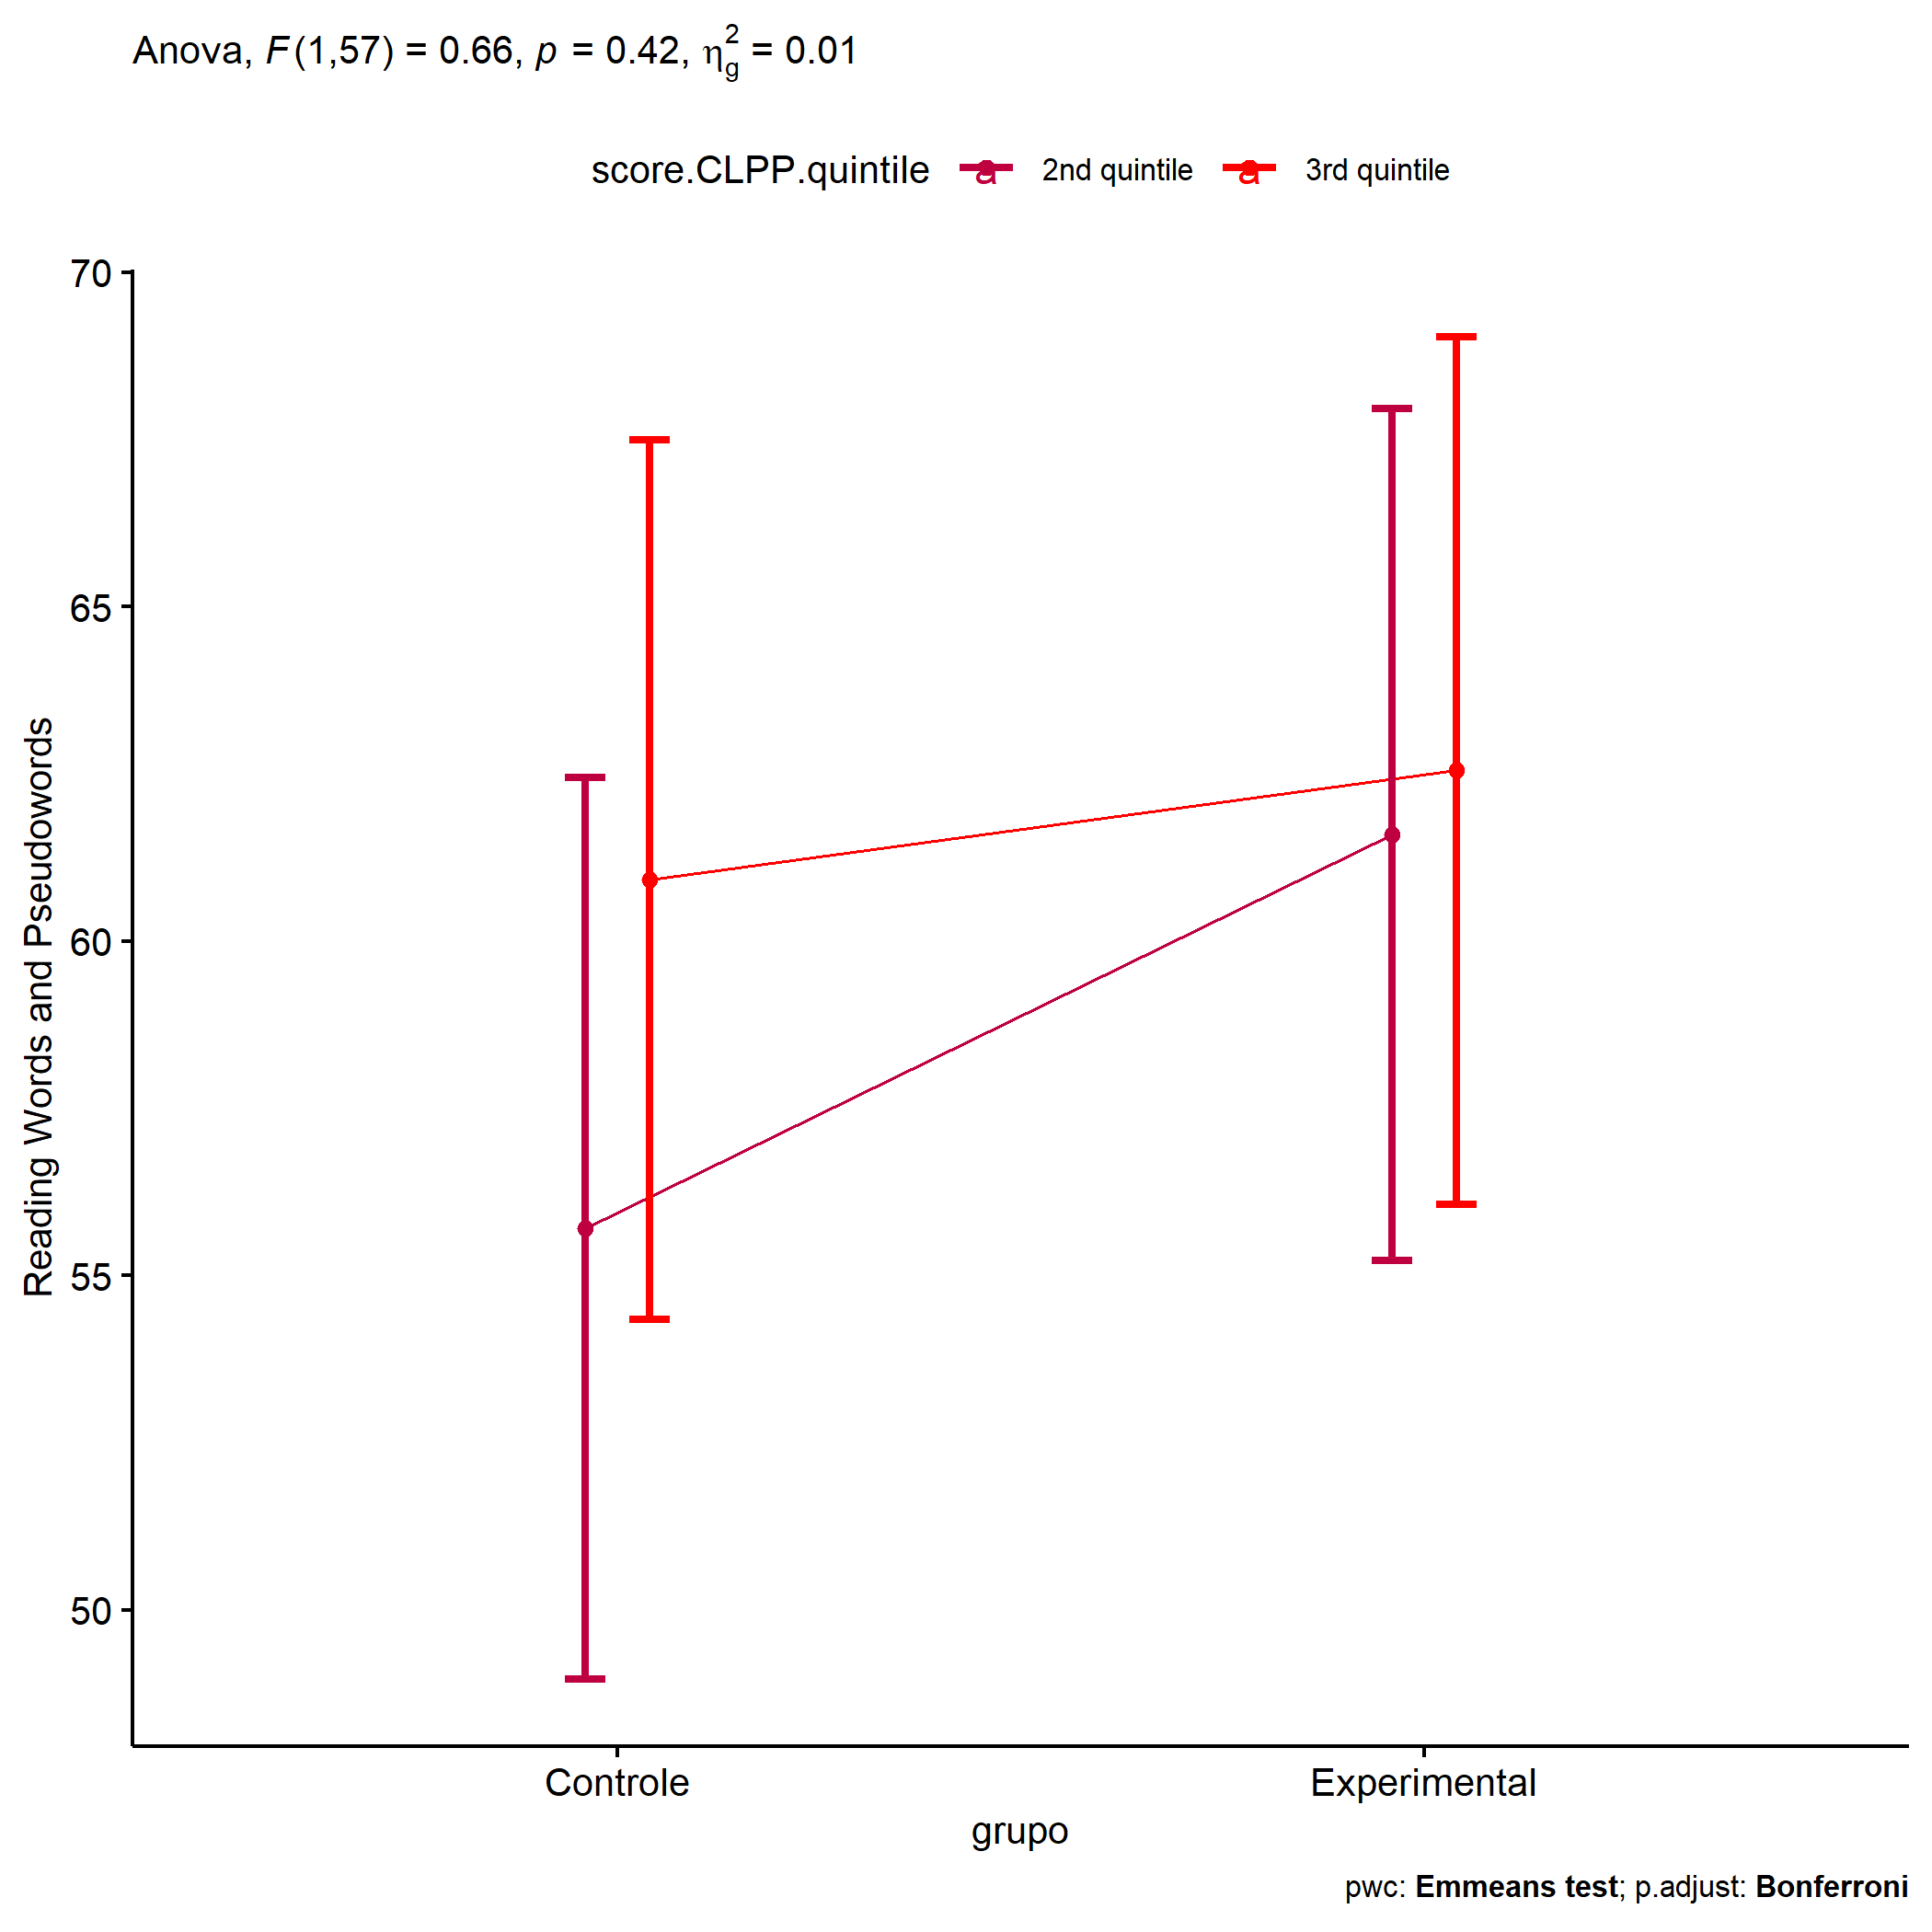 Anova, F(1,57) = 0.66, p = 0.42, η²g = 0.01
score.CLPP.quintile a 2nd quintile a 3rd quintile
70
65
60
55
50
Reading Words and Pseudowords
Controle Experimental
grupo
pwc: Emmeans test; p.adjust: Bonferroni